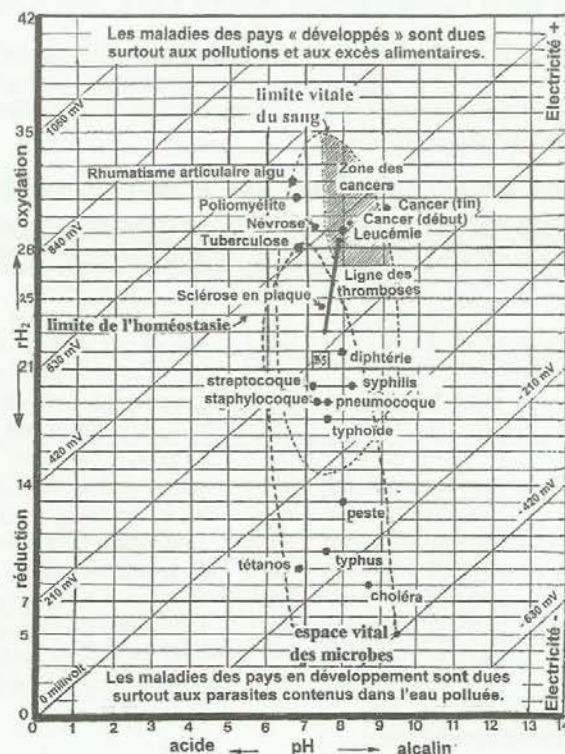 42
Les maladies des pays « développés » sont dues
surtout aux pollutions et aux excès alimentaires.
Electricité +
1060 mV
limite vitale
du sang
35
oxydation
Zone des
cancers
Rhumatisme articulaire aigu
Poliomyélite
Cancer (fin)
Cancer (début)
Névrose
Leucémie
840 mV
Tuberculose
28
Ligne des
thromboses
25
Sclérose en plaque
limite de l'homéostasie
rH2
630 mV
21
diphtérie
-210 mV
streptocoque
syphilis
staphylocoque
pneumocoque
420 mV
typhoïde
14
-420 mV
peste
réduction
210 mV
tétanos
typhus
choléra
7
-630 mV
5
espace vital
des microbes
Electricité -
0 millivolt
Les maladies des pays en développement sont dues
surtout aux parasites contenus dans l'eau polluée.
0
0 1 2 3 4 5 6 7 8 9 10 11 12 13 14
acide ← pH → alcalin